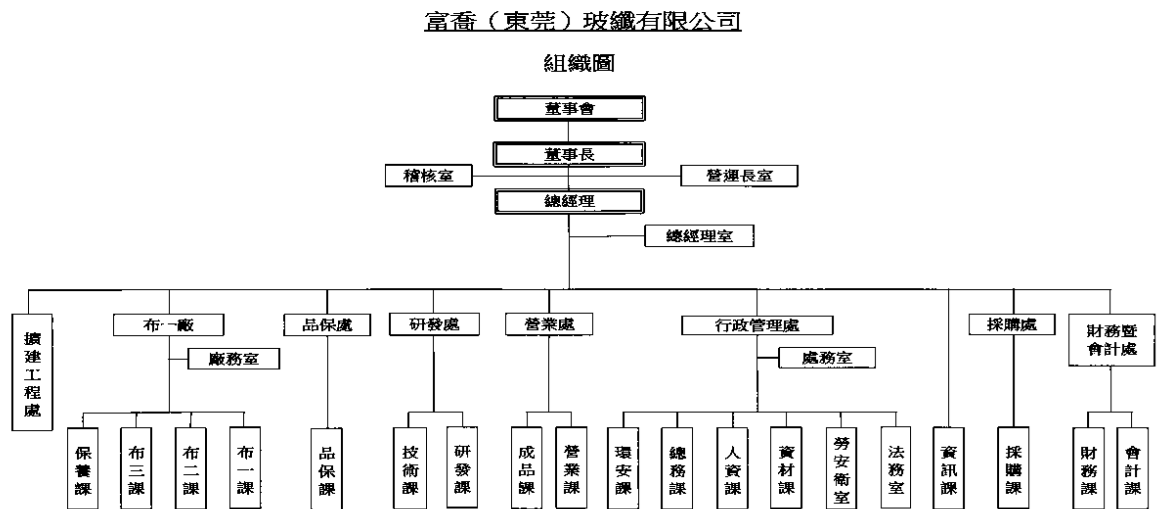 富喬（東莞）玻纖有限公司
組織圖
董事會
董事長
稽核室
營運長室
總經理
總經理室
擴建工程處
布一廠
品保處
研發處
營業處
行政管理處
採購處
財務暨
會計處
廠務室
處務室
保養課
布三課
布二課
布一課
品保課
技術課
研發課
成品課
營業課
環安課
總務課
人資課
資材課
勞安衛室
法務室
資訊課
採購課
財務課
會計課